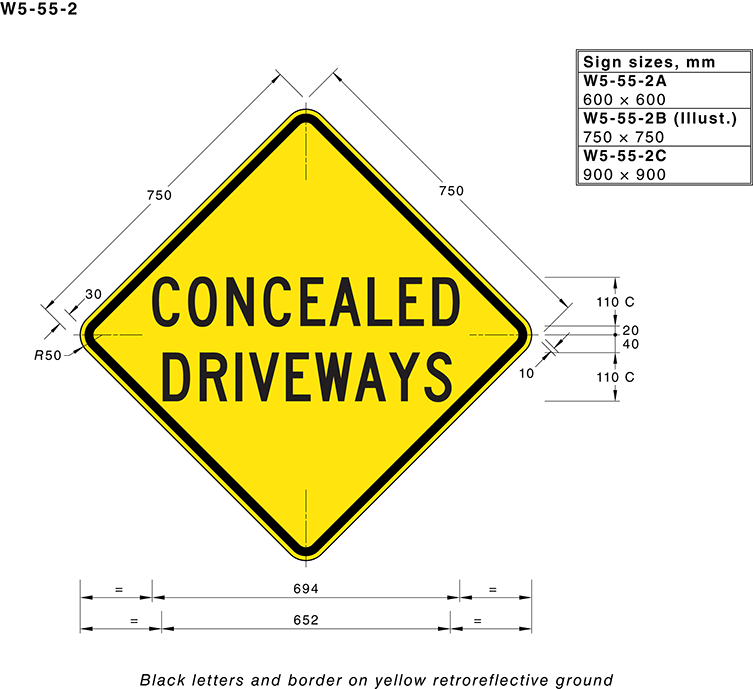 W5-55-2
Sign sizes, mm
W5-55-2A
600 × 600
W5-55-2B (Illust.)
750 × 750
W5-55-2C
900 × 900
750
750
30
R50
CONCEALED
DRIVEWAYS
110 C
20
40
10
110 C
= 694 =
= 652 =
Black letters and border on yellow retroreflective ground